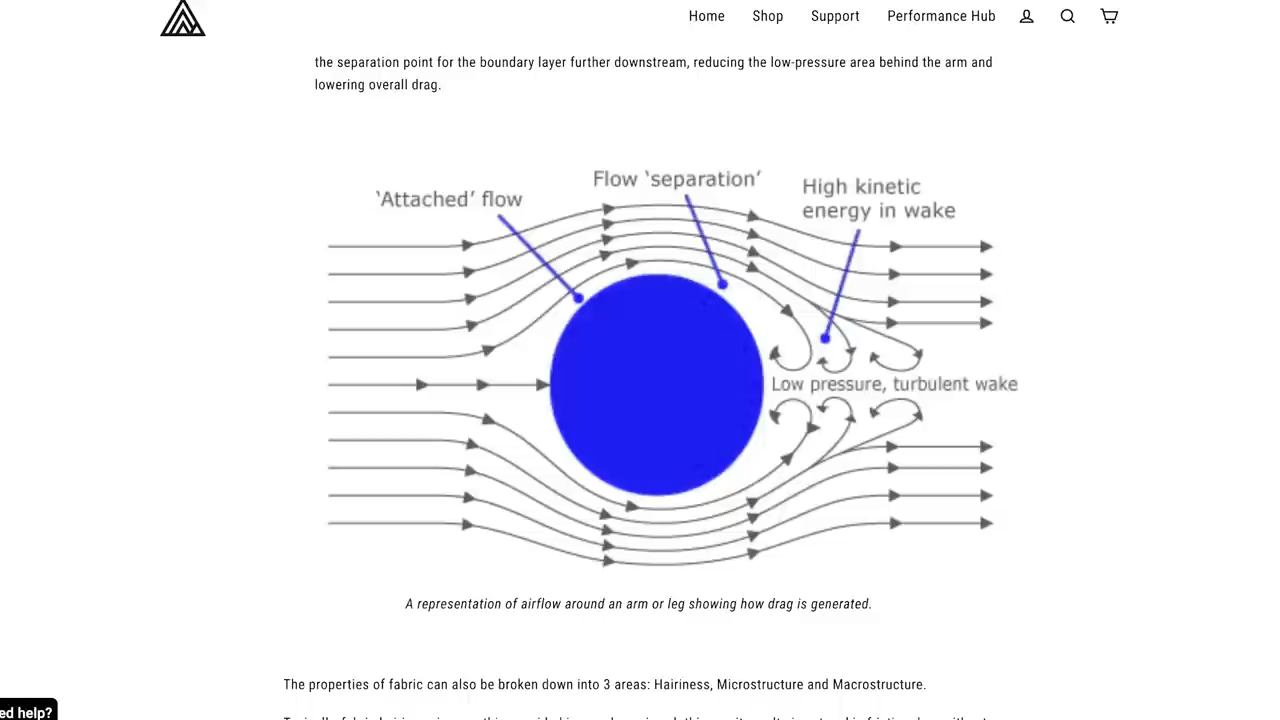 Home Shop Support Performance Hub
the separation point for the boundary layer further downstream, reducing the low-pressure area behind the arm and
lowering overall drag.
'Attached' flow
Flow 'separation'
High kinetic
energy in wake
Low pressure, turbulent wake
A representation of airflow around an arm or leg showing how drag is generated.
The properties of fabric can also be broken down into 3 areas: Hairiness, Microstructure and Macrostructure.
ed help?